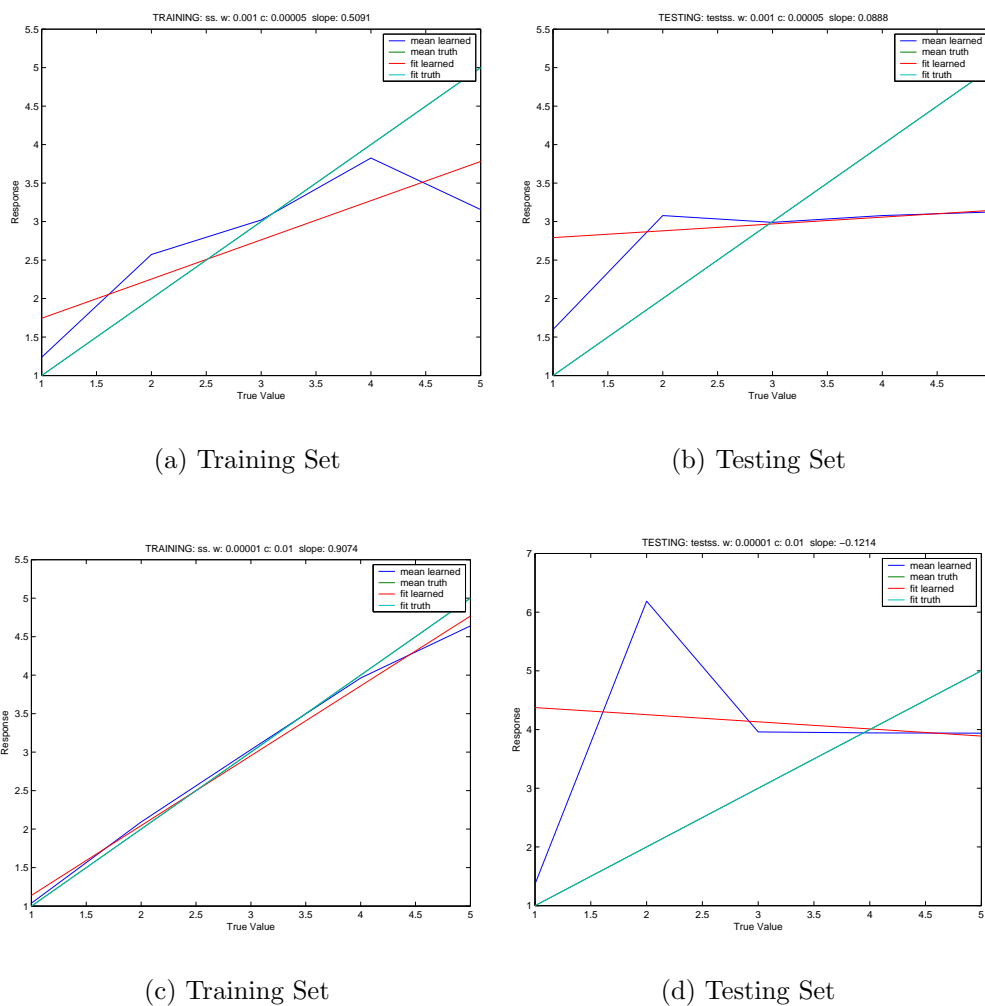 TRAINING: ss. w: 0.001 c: 0.00005 slope: 0.5091
5.5
5
4.5
4
3.5
3
2.5
2
1.5
1
Response
mean learned
mean truth
fit learned
fit truth
1 1.5 2 2.5 3 3.5 4 4.5 5
True Value
(a) Training Set
TESTING: testss. w: 0.001 c: 0.00005 slope: 0.0888
5.5
5
4.5
4
3.5
3
2.5
2
1.5
1
Response
mean learned
mean truth
fit learned
fit truth
1 1.5 2 2.5 3 3.5 4 4.5 5
True Value
(b) Testing Set
TRAINING: ss. w: 0.00001 c: 0.01 slope: 0.9074
5.5
5
4.5
4
3.5
3
2.5
2
1.5
1
Response
mean learned
mean truth
fit learned
fit truth
1 1.5 2 2.5 3 3.5 4 4.5 5
True Value
(c) Training Set
TESTING: testss. w: 0.00001 c: 0.01 slope: −0.1214
7
6
5
4
3
2
1
Response
mean learned
mean truth
fit learned
fit truth
1 1.5 2 2.5 3 3.5 4 4.5 5
True Value
(d) Testing Set